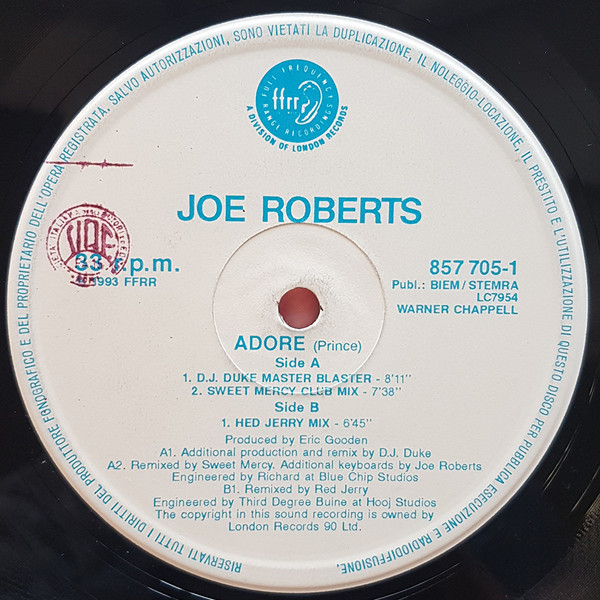 FULL FREQUENCY
ffrr
RANGE RECORDINGS
A DIVISION OF LONDON RECORDS
JOE ROBERTS
33 r.p.m.
1993 FFRR
857 705-1
Publ.: BIEM/STEMRA
LC7954
WARNER CHAPPELL
ADORE (Prince)
Side A
1. D.J. DUKE MASTER BLASTER - 8'11"
2. SWEET MERCY CLUB MIX - 7'38"
Side B
1. HED JERRY MIX - 6'45"
Produced by Eric Gooden
A1. Additional production and remix by D.J. Duke
A2. Remixed by Sweet Mercy. Additional keyboards by Joe Roberts
Engineered by Richard at Blue Chip Studios
B1. Remixed by Red Jerry
Engineered by Third Degree Buine at Hooj Studios
The copyright in this sound recording is owned by
London Records 90 Ltd.
RISERVATI TUTTI I DIRITTI DEL PRODUTTORE FONOGRAFICO E DEL PROPRIETARIO DELL'OPERA REGISTRATA. SALVO AUTORIZZAZIONI, SONO VIETATI LA DUPLICAZIONE, IL NOLEGGIO-LOCAZIONE, IL PRESTITO E L'UTILIZZAZIONE DI QUESTO DISCO PER PUBBLICA ESECUZIONE E RADIODIFFUSIONE.